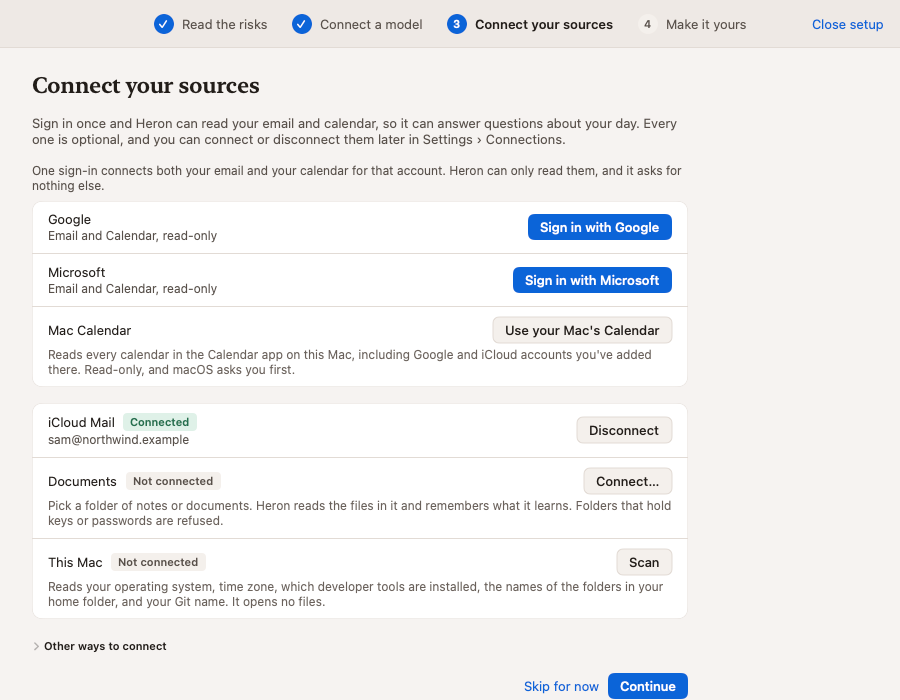 Read the risks
Connect a model
3 Connect your sources
4 Make it yours
Close setup
Connect your sources
Sign in once and Heron can read your email and calendar, so it can answer questions about your day. Every
one is optional, and you can connect or disconnect them later in Settings › Connections.
One sign-in connects both your email and your calendar for that account. Heron can only read them, and it asks for
nothing else.
Google
Email and Calendar, read-only
Sign in with Google
Microsoft
Email and Calendar, read-only
Sign in with Microsoft
Mac Calendar
Use your Mac's Calendar
Reads every calendar in the Calendar app on this Mac, including Google and iCloud accounts you've added
there. Read-only, and macOS asks you first.
iCloud Mail Connected
sam@northwind.example
Disconnect
Documents Not connected
Connect...
Pick a folder of notes or documents. Heron reads the files in it and remembers what it learns. Folders that hold
keys or passwords are refused.
This Mac Not connected
Scan
Reads your operating system, time zone, which developer tools are installed, the names of the folders in your
home folder, and your Git name. It opens no files.
Other ways to connect
Skip for now
Continue